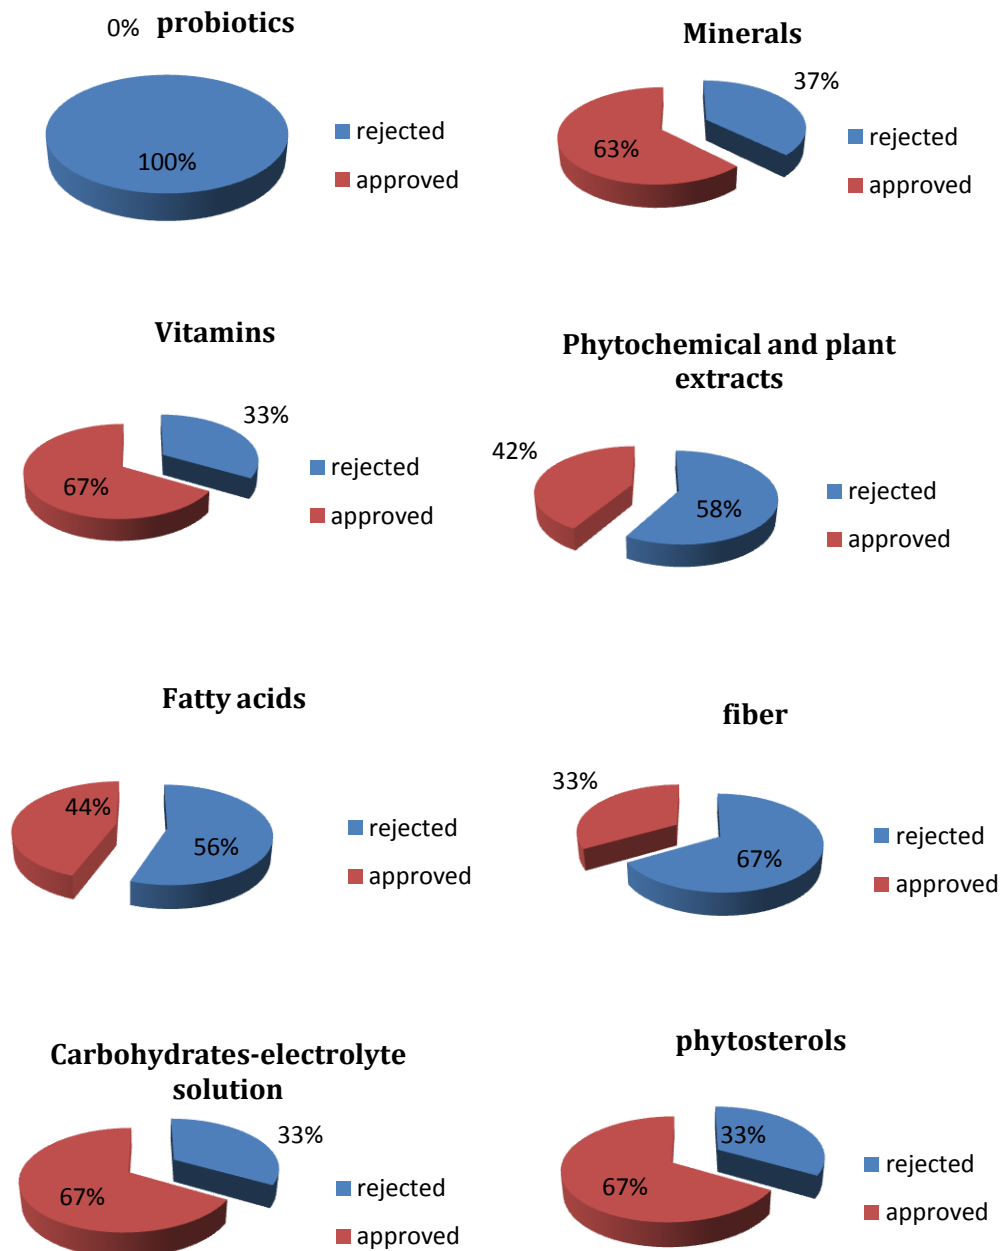 0% probiotics
100%
rejected
approved
Minerals
37%
63%
rejected
approved
Vitamins
33%
67%
rejected
approved
Phytochemical and plant
extracts
42%
58%
rejected
approved
Fatty acids
44%
56%
rejected
approved
fiber
33%
67%
rejected
approved
Carbohydrates-electrolyte
solution
33%
67%
rejected
approved
phytosterols
33%
67%
rejected
approved